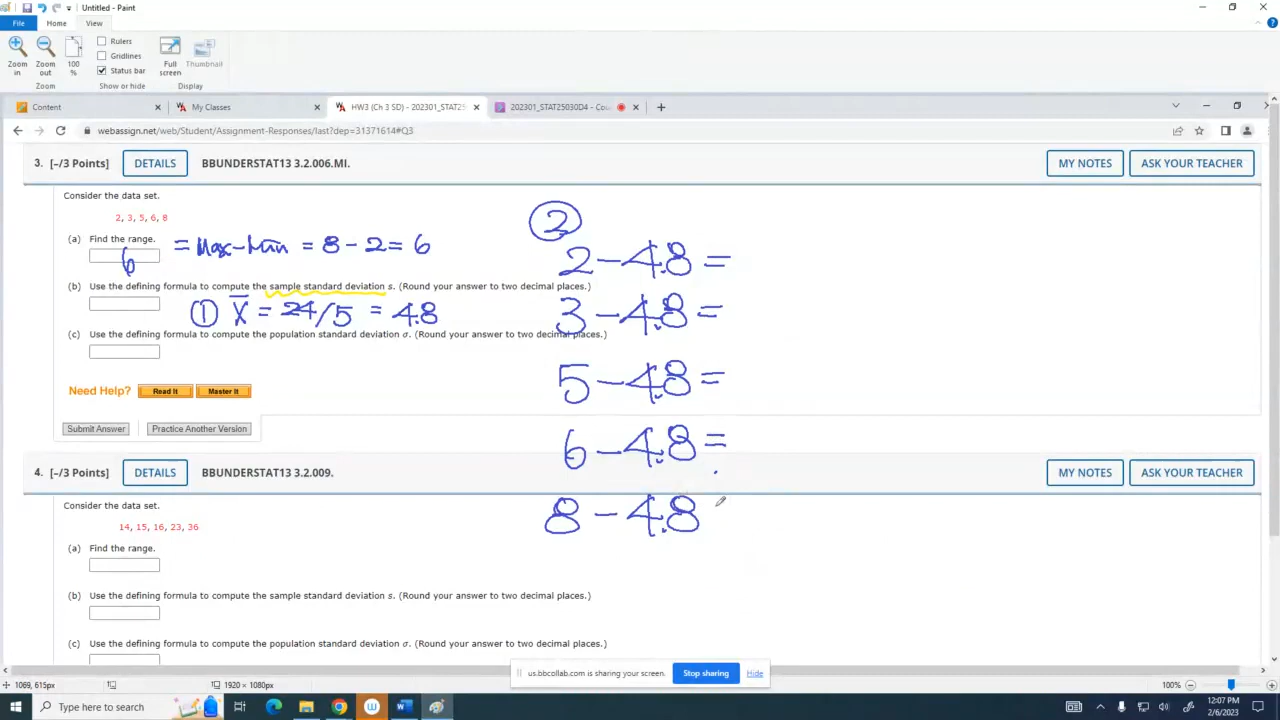 Untitled - Paint
File Home View
Rulers
Gridlines
Status bar
Zoom in
Zoom out
100 %
Full screen
Thumbnail
Zoom
Show or hide
Display
Content
My Classes
HW3 (Ch 3 SD) - 202301_STAT25
202301_STAT25030D4 - Cou
webassign.net/web/Student/Assignment-Responses/last?dep=31371614#Q3
3. [-/3 Points] DETAILS BBUNDERSTAT13 3.2.006.MI. MY NOTES ASK YOUR TEACHER
Consider the data set.
2, 3, 5, 6, 8
(a) Find the range.
6 = Max-Min = 8 - 2 = 6
(b) Use the defining formula to compute the sample standard deviation s. (Round your answer to two decimal places.)
① x̅ = 24/5 = 4.8
(c) Use the defining formula to compute the population standard deviation σ. (Round your answer to two decimal places.)
②
2 - 4.8 =
3 - 4.8 =
5 - 4.8 =
6 - 4.8 =
8 - 4.8
Need Help? Read It Master It
Submit Answer Practice Another Version
4. [-/3 Points] DETAILS BBUNDERSTAT13 3.2.009. MY NOTES ASK YOUR TEACHER
Consider the data set.
14, 15, 16, 23, 36
(a) Find the range.
(b) Use the defining formula to compute the sample standard deviation s. (Round your answer to two decimal places.)
(c) Use the defining formula to compute the population standard deviation σ. (Round your answer to two decimal places.)
us.bbcollab.com is sharing your screen. Stop sharing Hide
1069, 615px
1920 × 1080px
100%
Type here to search
12:07 PM
2/6/2023